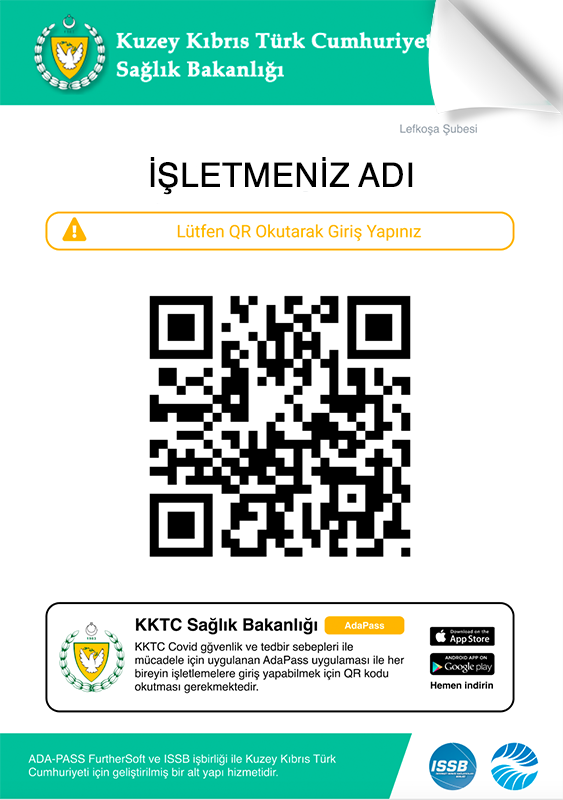 Kuzey Kıbrıs Türk Cumhuriyet
Sağlık Bakanlığı
Lefkoşa Şubesi
İŞLETMENİZ ADI
Lütfen QR Okutarak Giriş Yapınız
KKTC Sağlık Bakanlığı
AdaPass
KKTC Covid ggvenlik ve tedbir sebepleri ile
mücadele için uygulanan AdaPass uygulaması ile her
bireyin işletmelere giriş yapabilmek için QR kodu
okutması gerekmektedir.
1983
Download on the
App Store
ANDROID APP ON
Google play
Hemen indirin
ADA-PASS FurtherSoft ve ISSB işbirliği ile Kuzey Kıbrıs Türk
Cumhuriyeti için geliştirilmiş bir alt yapı hizmetidir.
ISSB